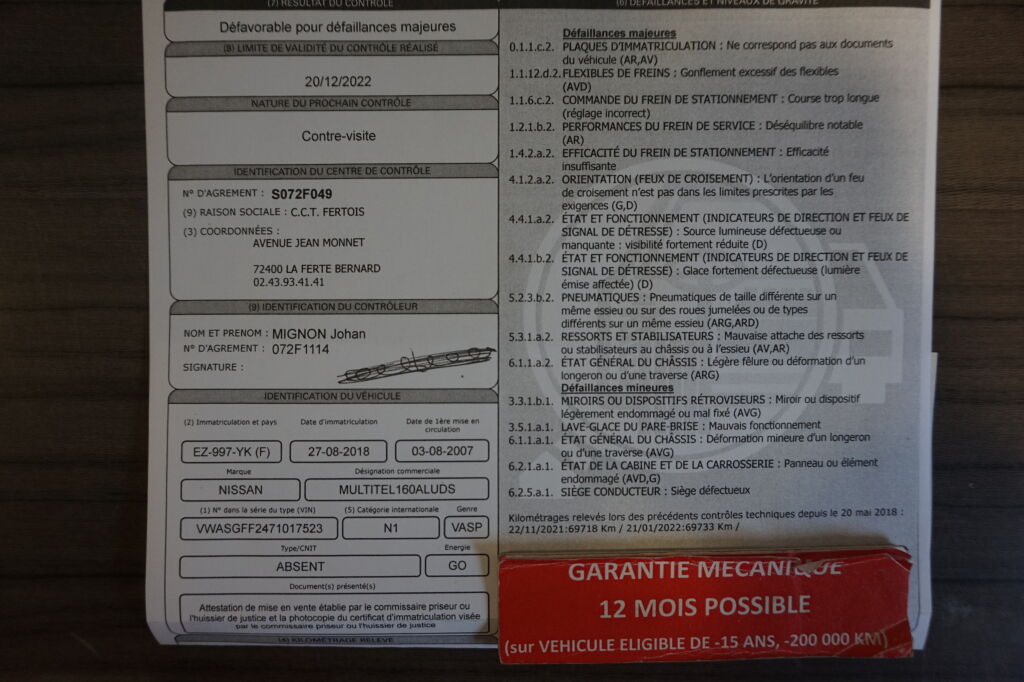 (7) RÉSULTAT DU CONTRÔLE
Défavorable pour défaillances majeures
(8) LIMITE DE VALIDITÉ DU CONTRÔLE RÉALISÉ
20/12/2022
NATURE DU PROCHAIN CONTRÔLE
Contre-visite
IDENTIFICATION DU CENTRE DE CONTRÔLE
N° D'AGREMENT : S072F049
(9) RAISON SOCIALE : C.C.T. FERTOIS
(3) COORDONNÉES :
AVENUE JEAN MONNET
72400 LA FERTE BERNARD
02.43.93.41.41
(9) IDENTIFICATION DU CONTRÔLEUR
NOM ET PRENOM : MIGNON Johan
N° D'AGREMENT : 072F1114
SIGNATURE :
IDENTIFICATION DU VÉHICULE
(2) Immatriculation et pays
Date d'immatriculation
Date de 1ère mise en
circulation
EZ-997-YK (F)
27-08-2018
03-08-2007
Marque
Désignation commerciale
NISSAN
MULTITEL160ALUDS
(1) N° dans la série du type (VIN)
(5) Catégorie internationale
Genre
VWASGFF2471017523
N1
VASP
Type/CNIT
Energie
ABSENT
GO
Document(s) présenté(s)
Attestation de mise en vente établie par le commissaire priseur ou
l'huissier de justice et la photocopie du certificat d'immatriculation visée
par le commissaire priseur ou l'huissier de justice
(4) KILOMÉTRAGE RELEVÉ
(6) DÉFAILLANCES ET NIVEAUX DE GRAVITÉ
Défaillances majeures
0.1.1.c.2. PLAQUES D'IMMATRICULATION : Ne correspond pas aux documents
du véhicule (AR,AV)
1.1.12.d.2. FLEXIBLES DE FREINS : Gonflement excessif des flexibles
(AVD)
1.1.6.c.2. COMMANDE DU FREIN DE STATIONNEMENT : Course trop longue
(réglage incorrect)
1.2.1.b.2. PERFORMANCES DU FREIN DE SERVICE : Déséquilibre notable
(AR)
1.4.2.a.2. EFFICACITÉ DU FREIN DE STATIONNEMENT : Efficacité
insuffisante
4.1.2.a.2. ORIENTATION (FEUX DE CROISEMENT) : L'orientation d'un feu
de croisement n'est pas dans les limites prescrites par les
exigences (G,D)
4.4.1.a.2. ÉTAT ET FONCTIONNEMENT (INDICATEURS DE DIRECTION ET FEUX DE
SIGNAL DE DÉTRESSE) : Source lumineuse défectueuse ou
manquante : visibilité fortement réduite (D)
4.4.1.b.2. ÉTAT ET FONCTIONNEMENT (INDICATEURS DE DIRECTION ET FEUX DE
SIGNAL DE DÉTRESSE) : Glace fortement défectueuse (lumière
émise affectée) (D)
5.2.3.b.2. PNEUMATIQUES : Pneumatiques de taille différente sur un
même essieu ou sur des roues jumelées ou de types
différents sur un même essieu (ARG,ARD)
5.3.1.a.2. RESSORTS ET STABILISATEURS : Mauvaise attache des ressorts
ou stabilisateurs au châssis ou à l'essieu (AV,AR)
6.1.1.a.2. ÉTAT GÉNÉRAL DU CHÂSSIS : Légère fêlure ou déformation d'un
longeron ou d'une traverse (ARG)
Défaillances mineures
3.3.1.b.1. MIROIRS OU DISPOSITIFS RÉTROVISEURS : Miroir ou dispositif
légèrement endommagé ou mal fixé (AVG)
3.5.1.a.1. LAVE-GLACE DU PARE-BRISE : Mauvais fonctionnement
6.1.1.a.1. ÉTAT GÉNÉRAL DU CHÂSSIS : Déformation mineure d'un longeron
ou d'une traverse (AVG)
6.2.1.a.1. ÉTAT DE LA CABINE ET DE LA CARROSSERIE : Panneau ou élément
endommagé (AVD,G)
6.2.5.a.1. SIÈGE CONDUCTEUR : Siège défectueux
Kilométrages relevés lors des précédents contrôles techniques depuis le 20 mai 2018 :
22/11/2021:69718 Km / 21/01/2022:69733 Km /
GARANTIE MECANIQUE
12 MOIS POSSIBLE
(sur VEHICULE ELIGIBLE DE -15 ANS, -200 000 KM)